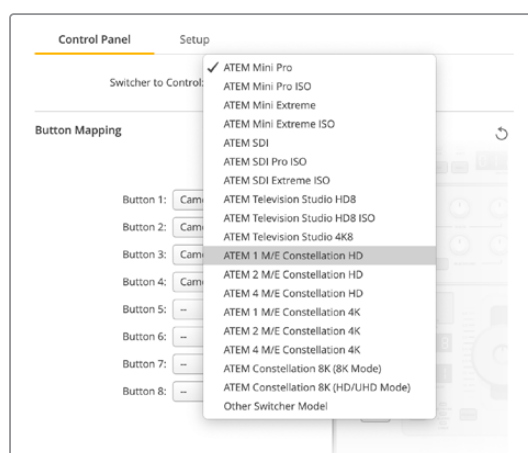 Control Panel Setup
Switcher to Control:
✓ ATEM Mini Pro
ATEM Mini Pro ISO
ATEM Mini Extreme
ATEM Mini Extreme ISO
ATEM SDI
ATEM SDI Pro ISO
ATEM SDI Extreme ISO
ATEM Television Studio HD8
ATEM Television Studio HD8 ISO
ATEM Television Studio 4K8
ATEM 1 M/E Constellation HD
ATEM 2 M/E Constellation HD
ATEM 4 M/E Constellation HD
ATEM 1 M/E Constellation 4K
ATEM 2 M/E Constellation 4K
ATEM 4 M/E Constellation 4K
ATEM Constellation 8K (8K Mode)
ATEM Constellation 8K (HD/UHD Mode)
Other Switcher Model
Button Mapping
Button 1:
Button 2:
Button 3:
Button 4:
Button 5: --
Button 6: --
Button 7: --
Button 8: --